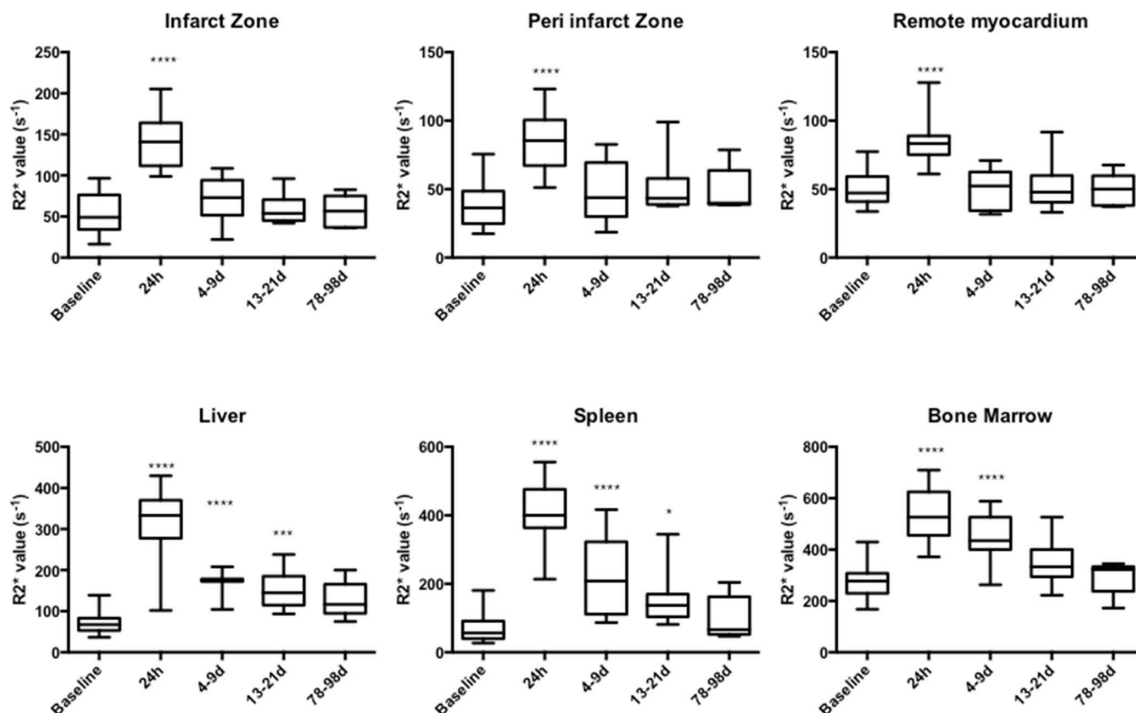 Infarct Zone
R2* value (s-1)
250
200
150
100
50
0
****
Baseline
24h
4-9d
13-21d
78-98d
Peri infarct Zone
R2* value (s-1)
150
100
50
0
****
Baseline
24h
4-9d
13-21d
78-98d
Remote myocardium
R2* value (s-1)
150
100
50
0
****
Baseline
24h
4-9d
13-21d
78-98d
Liver
R2* value (s-1)
500
400
300
200
100
0
****
****
***
Baseline
24h
4-9d
13-21d
78-98d
Spleen
R2* value (s-1)
600
400
200
0
****
****
*
Baseline
24h
4-9d
13-21d
78-98d
Bone Marrow
R2* value (s-1)
800
600
400
200
0
****
****
Baseline
24h
4-9d
13-21d
78-98d